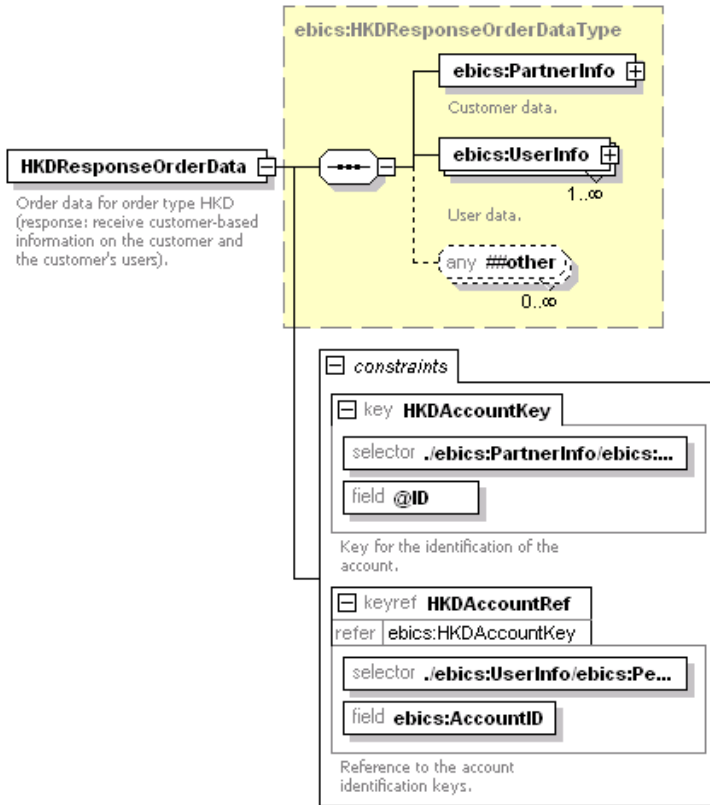 ebics:HKDResponseOrderDataType
ebics:PartnerInfo
Customer data.
HKDResponseOrderData
ebics:UserInfo
1..∞
Order data for order type HKD
(response: receive customer-based
information on the customer and
the customer's users).
User data.
any ##other
0..∞
constraints
key HKDAccountKey
selector ./ebics:PartnerInfo/ebics:...
field @ID
Key for the identification of the
account.
keyref HKDAccountRef
refer ebics:HKDAccountKey
selector ./ebics:UserInfo/ebics:Pe...
field ebics:AccountID
Reference to the account
identification keys.